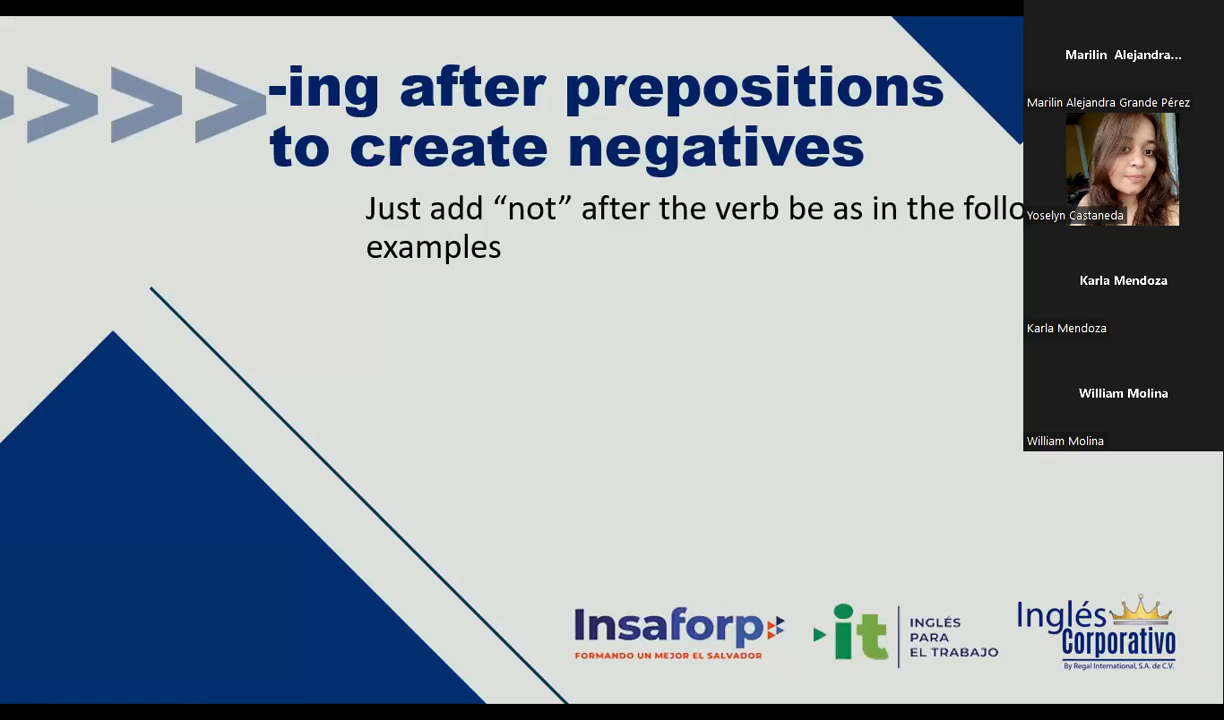 -ing after prepositions
to create negatives
Just add “not” after the verb be as in the follo
examples
Marilin Alejandra...
Marilin Alejandra Grande Pérez
Yoselyn Castaneda
Karla Mendoza
Karla Mendoza
William Molina
William Molina
Insaforp
FORMANDO UN MEJOR EL SALVADOR
it
INGLÉS
PARA
EL TRABAJO
Inglés
Corporativo
By Regal International, S.A. de C.V.